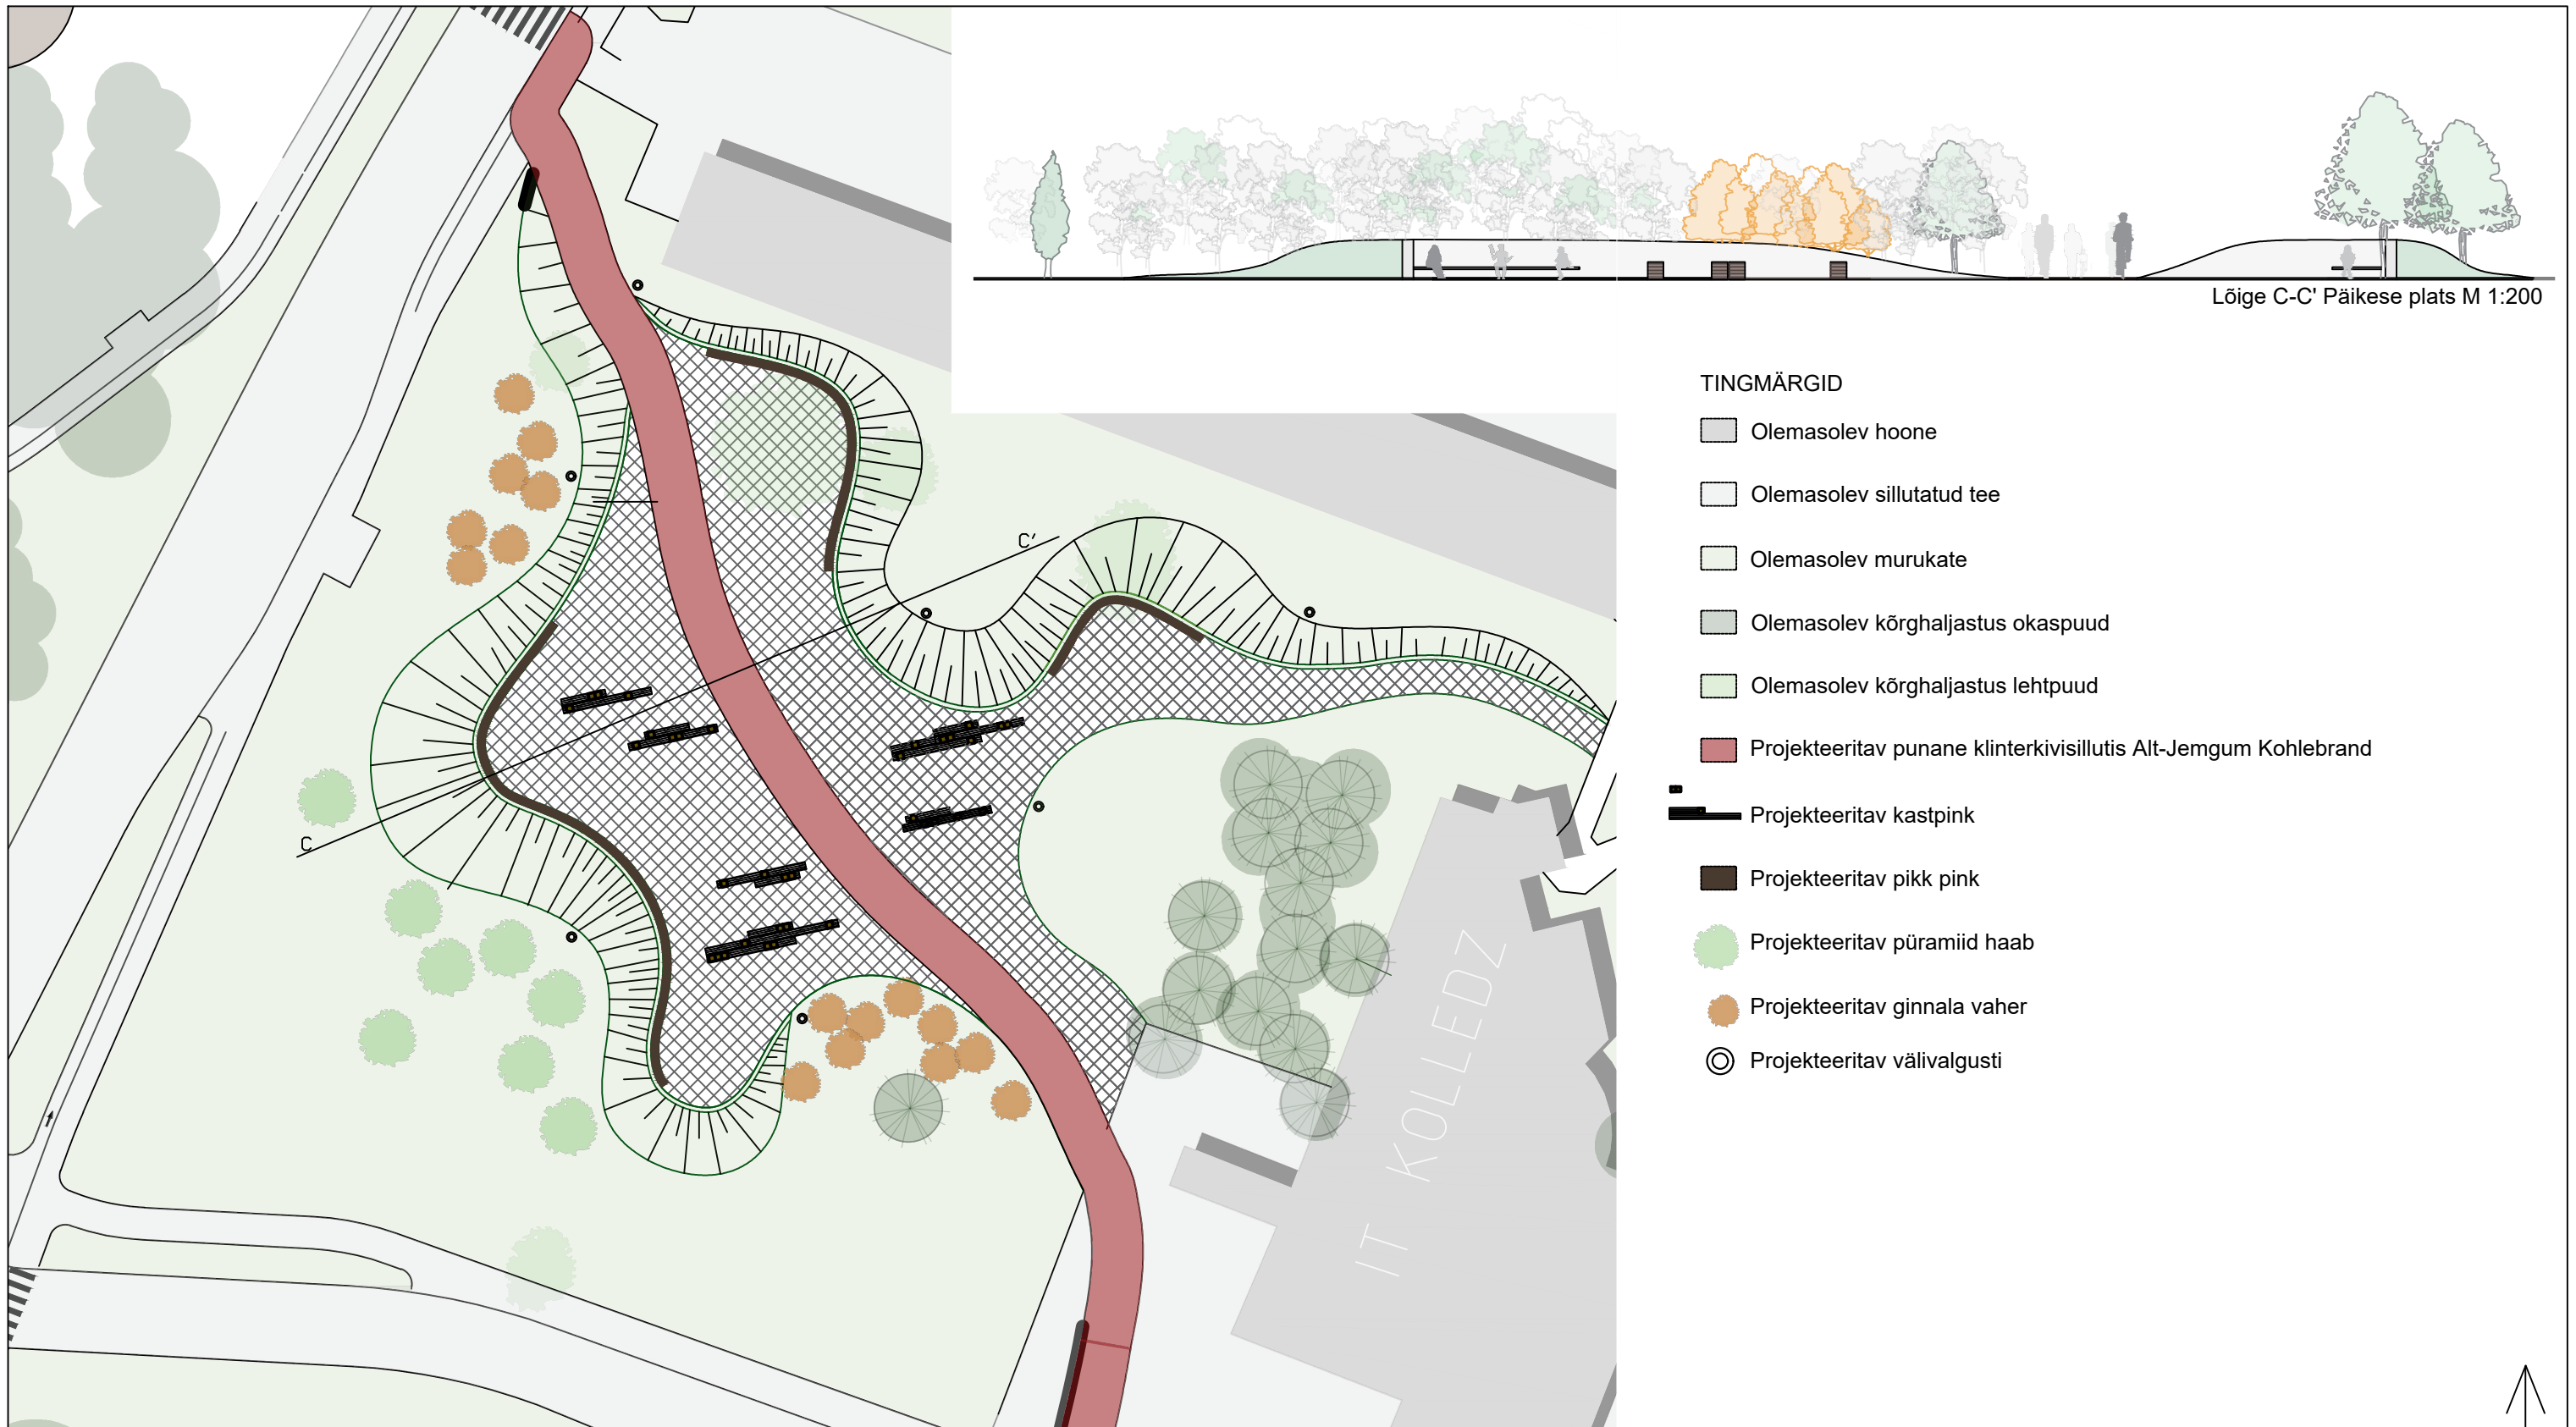 Lõige C-C' Päikese plats M 1:200
TINGMÄRGID
Olemasolev hoone
Olemasolev sillutatud tee
Olemasolev murukate
Olemasolev kõrghaljastus okaspuud
Olemasolev kõrghaljastus lehtpuud
Projekteeritav punane klinterkivisillutis Alt-Jemgum Kohlebrand
Projekteeritav kastpink
Projekteeritav pikk pink
Projekteeritav püramiid haab
Projekteeritav ginnala vaher
Projekteeritav välivalgusti
C'
C
IT KOLLEDZ